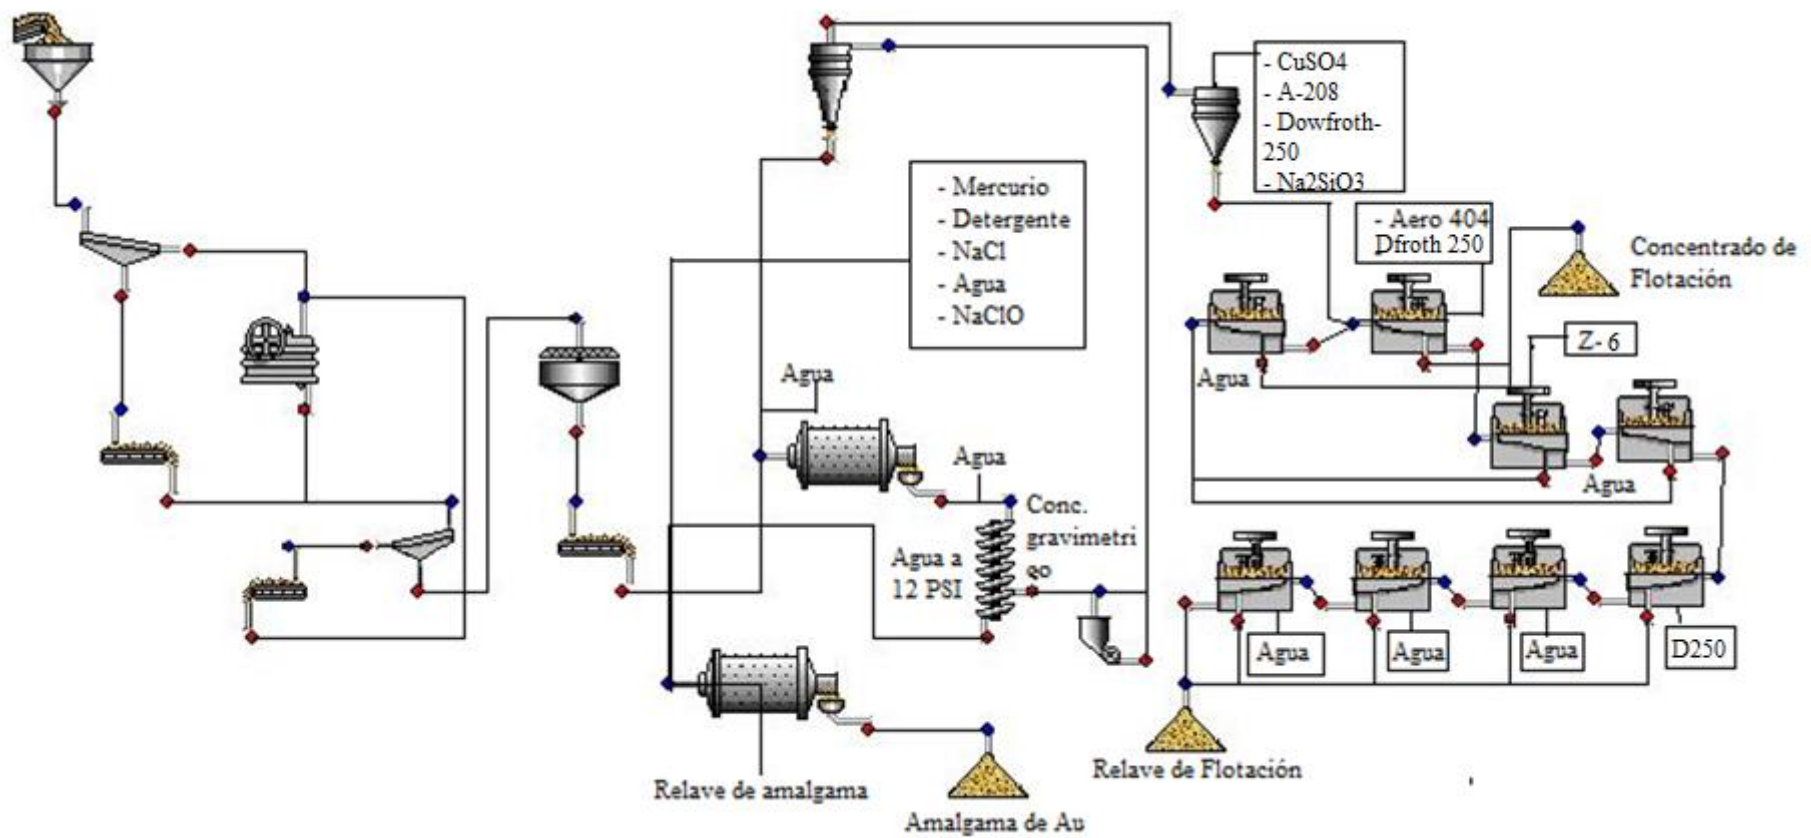 - CuSO4
- A-208
- Dowfroth-
250
- Na2SiO3
- Mercurio
- Detergente
- NaCl
- Agua
- NaClO
- Aero 404
Dfroth 250
Concentrado de
Flotación
Z- 6
Agua
Agua
Agua
Agua
Conc.
gravimetri
co
Agua a
12 PSI
Agua
Agua
Agua
D250
Relave de Flotación
Relave de amalgama
Amalgama de Au